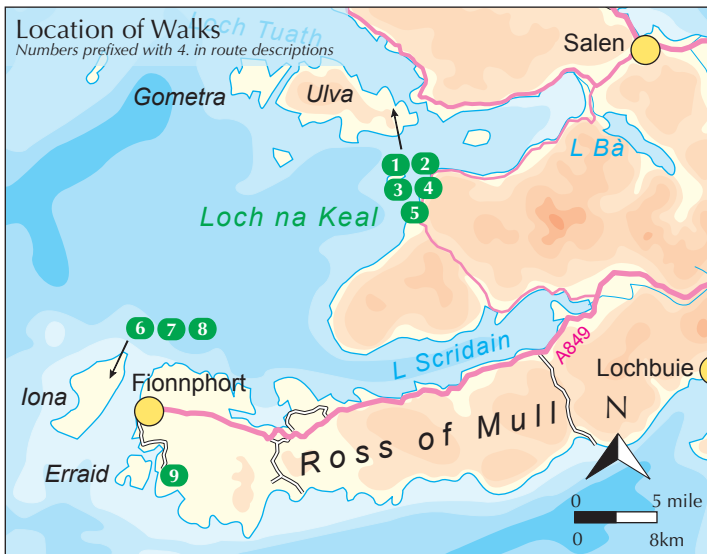 Location of Walks
Loch Tuath
Numbers prefixed with 4. in route descriptions
Salen
Gometra
Ulva
L Bà
1 2
3 4
5
Loch na Keal
6 7 8
A849
L Scridain
Lochbuie
Fionnphort
Iona
N
Ross of Mull
Erraid
9
0 5 mile
0 8km